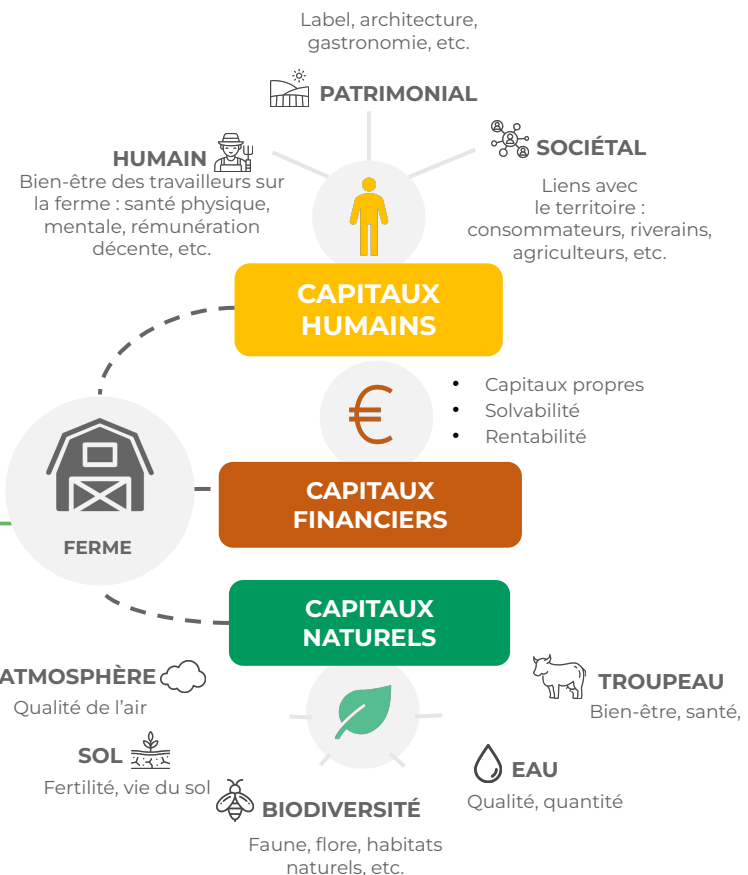 Label, architecture,
gastronomie, etc.
PATRIMONIAL
HUMAIN
Bien-être des travailleurs sur
la ferme : santé physique,
mentale, rémunération
décente, etc.
SOCIÉTAL
Liens avec
le territoire :
consommateurs, riverains,
agriculteurs, etc.
CAPITAUX
HUMAINS
€
• Capitaux propres
• Solvabilité
• Rentabilité
CAPITAUX
FINANCIERS
FERME
CAPITAUX
NATURELS
ATMOSPHÈRE
Qualité de l’air
SOL
Fertilité, vie du sol
BIODIVERSITÉ
Faune, flore, habitats
naturels, etc.
EAU
Qualité, quantité
TROUPEAU
Bien-être, santé,